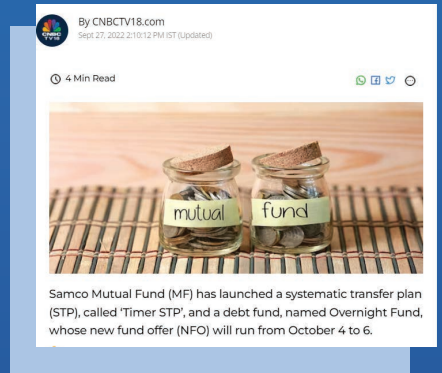 CNBC
TV18
By CNBCTV18.com
Sept 27, 2022 2:10:12 PM IST (Updated)
4 Min Read
mutual fund
Samco Mutual Fund (MF) has launched a systematic transfer plan
(STP), called ‘Timer STP’, and a debt fund, named Overnight Fund,
whose new fund offer (NFO) will run from October 4 to 6.